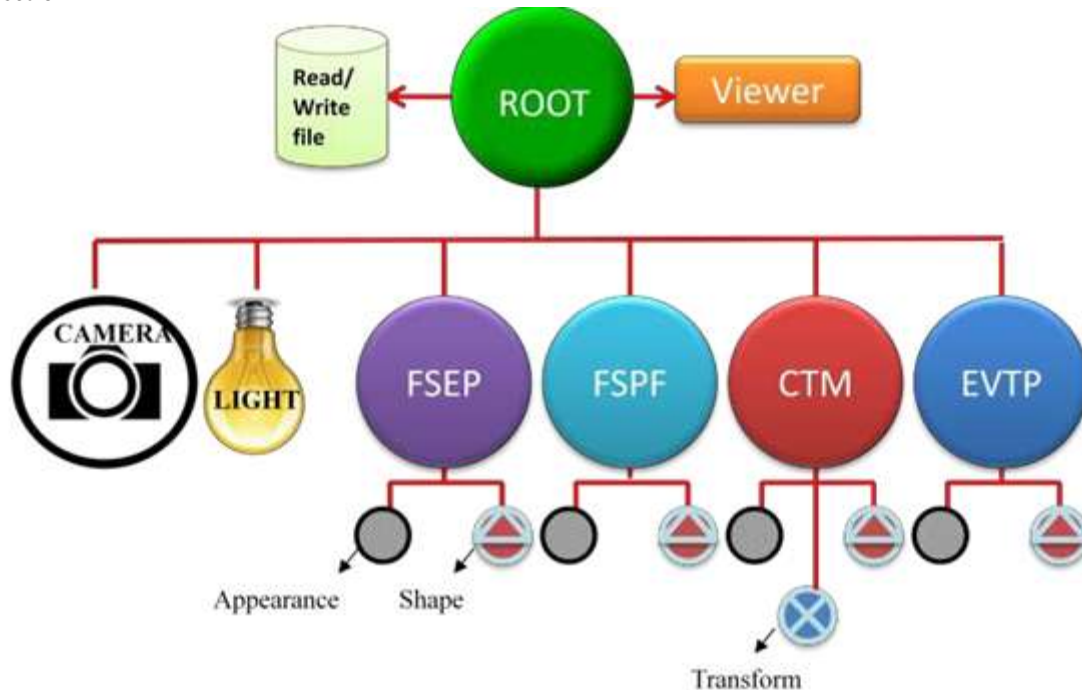 Read/
Write
file
ROOT
Viewer
CAMERA
LIGHT
FSEP
FSPF
CTM
EVTP
Appearance
Shape
Transform